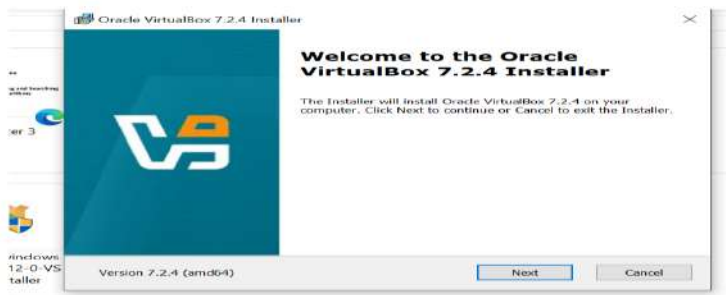 Oracle VirtualBox 7.2.4 Installer
Welcome to the Oracle
VirtualBox 7.2.4 Installer
The Installer will install Oracle VirtualBox 7.2.4 on your
computer. Click Next to continue or Cancel to exit the Installer.
er 3
indows
12-0-VS
taller
Version 7.2.4 (amd64)
Next
Cancel